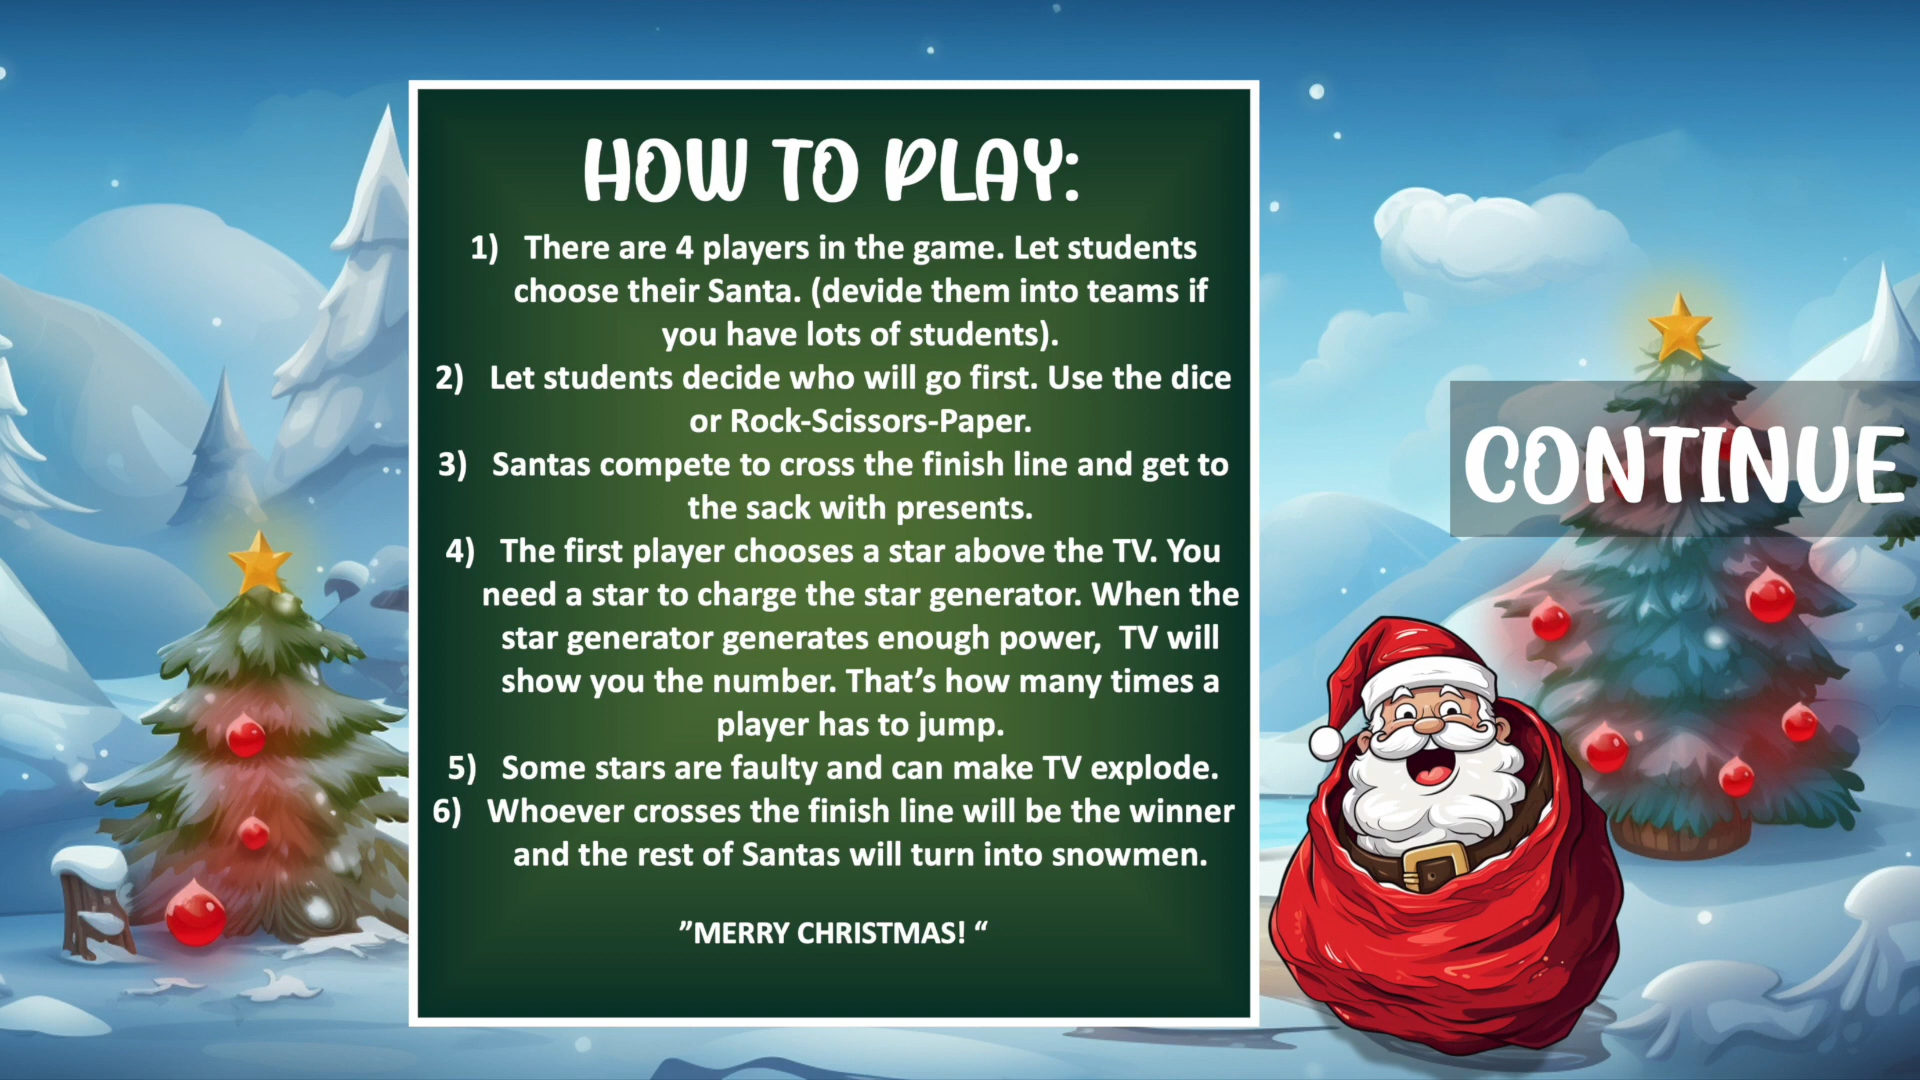 HOW TO PLAY:
1) There are 4 players in the game. Let students
choose their Santa. (devide them into teams if
you have lots of students).
2) Let students decide who will go first. Use the dice
or Rock-Scissors-Paper.
3) Santas compete to cross the finish line and get to
the sack with presents.
4) The first player chooses a star above the TV. You
need a star to charge the star generator. When the
star generator generates enough power,  TV will
show you the number. That’s how many times a
player has to jump.
5) Some stars are faulty and can make TV explode.
6) Whoever crosses the finish line will be the winner
and the rest of Santas will turn into snowmen.
”MERRY CHRISTMAS! “
CONTINUE